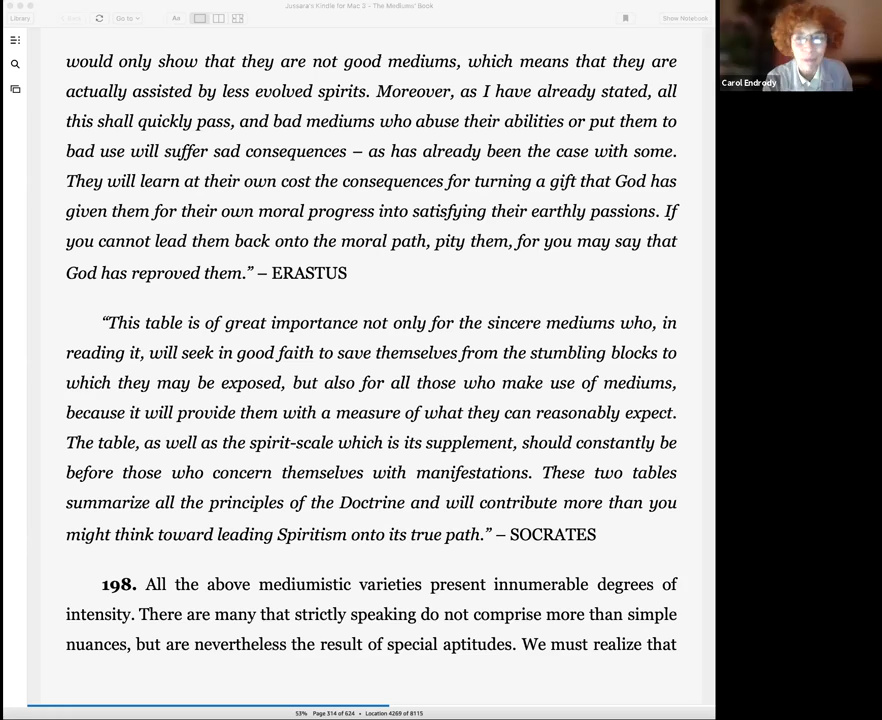 Jussara's Kindle for Mac 2 - The Mediums' Book
Library
Go to
Aa
Show Notebook
would only show that they are not good mediums, which means that they are
actually assisted by less evolved spirits. Moreover, as I have already stated, all
this shall quickly pass, and bad mediums who abuse their abilities or put them to
bad use will suffer sad consequences – as has already been the case with some.
They will learn at their own cost the consequences for turning a gift that God has
given them for their own moral progress into satisfying their earthly passions. If
you cannot lead them back onto the moral path, pity them, for you may say that
God has reproved them.” – ERASTUS
“This table is of great importance not only for the sincere mediums who, in
reading it, will seek in good faith to save themselves from the stumbling blocks to
which they may be exposed, but also for all those who make use of mediums,
because it will provide them with a measure of what they can reasonably expect.
The table, as well as the spirit-scale which is its supplement, should constantly be
before those who concern themselves with manifestations. These two tables
summarize all the principles of the Doctrine and will contribute more than you
might think toward leading Spiritism onto its true path.” – SOCRATES
198. All the above mediumistic varieties present innumerable degrees of
intensity. There are many that strictly speaking do not comprise more than simple
nuances, but are nevertheless the result of special aptitudes. We must realize that
53% Page 314 of 624 • Location 4269 of 8115
Carol Endrody